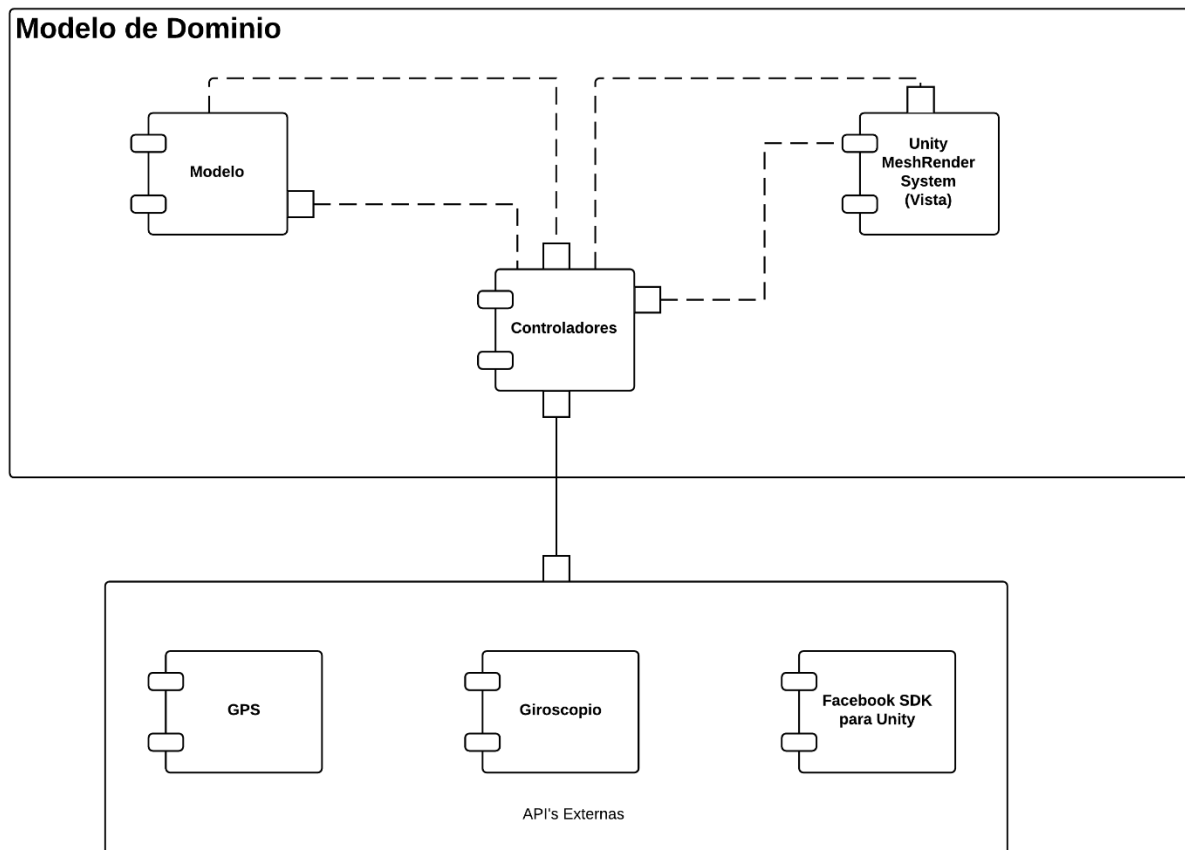 Modelo de Dominio
Modelo
Unity
MeshRender
System
(Vista)
Controladores
GPS
Giroscopio
Facebook SDK
para Unity
API's Externas